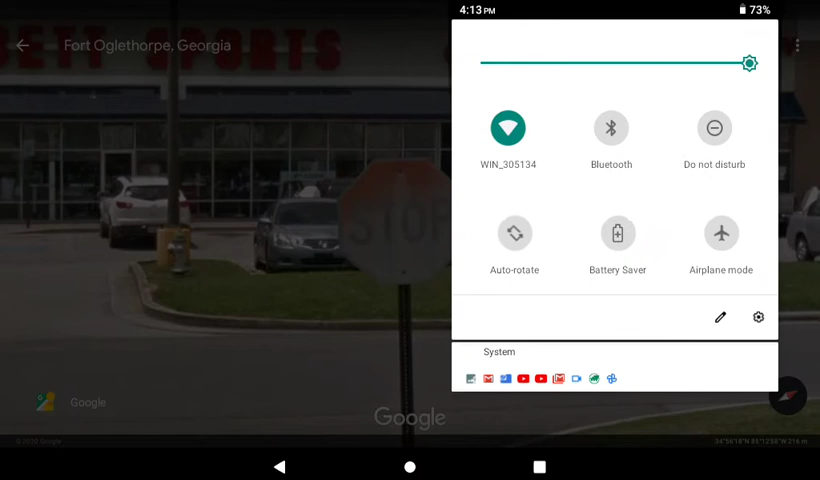 4:13 PM
73%
Fort Oglethorpe, Georgia
SPORTS
STOP
WIN_305134
Bluetooth
Do not disturb
Auto-rotate
Battery Saver
Airplane mode
System
Google
Google